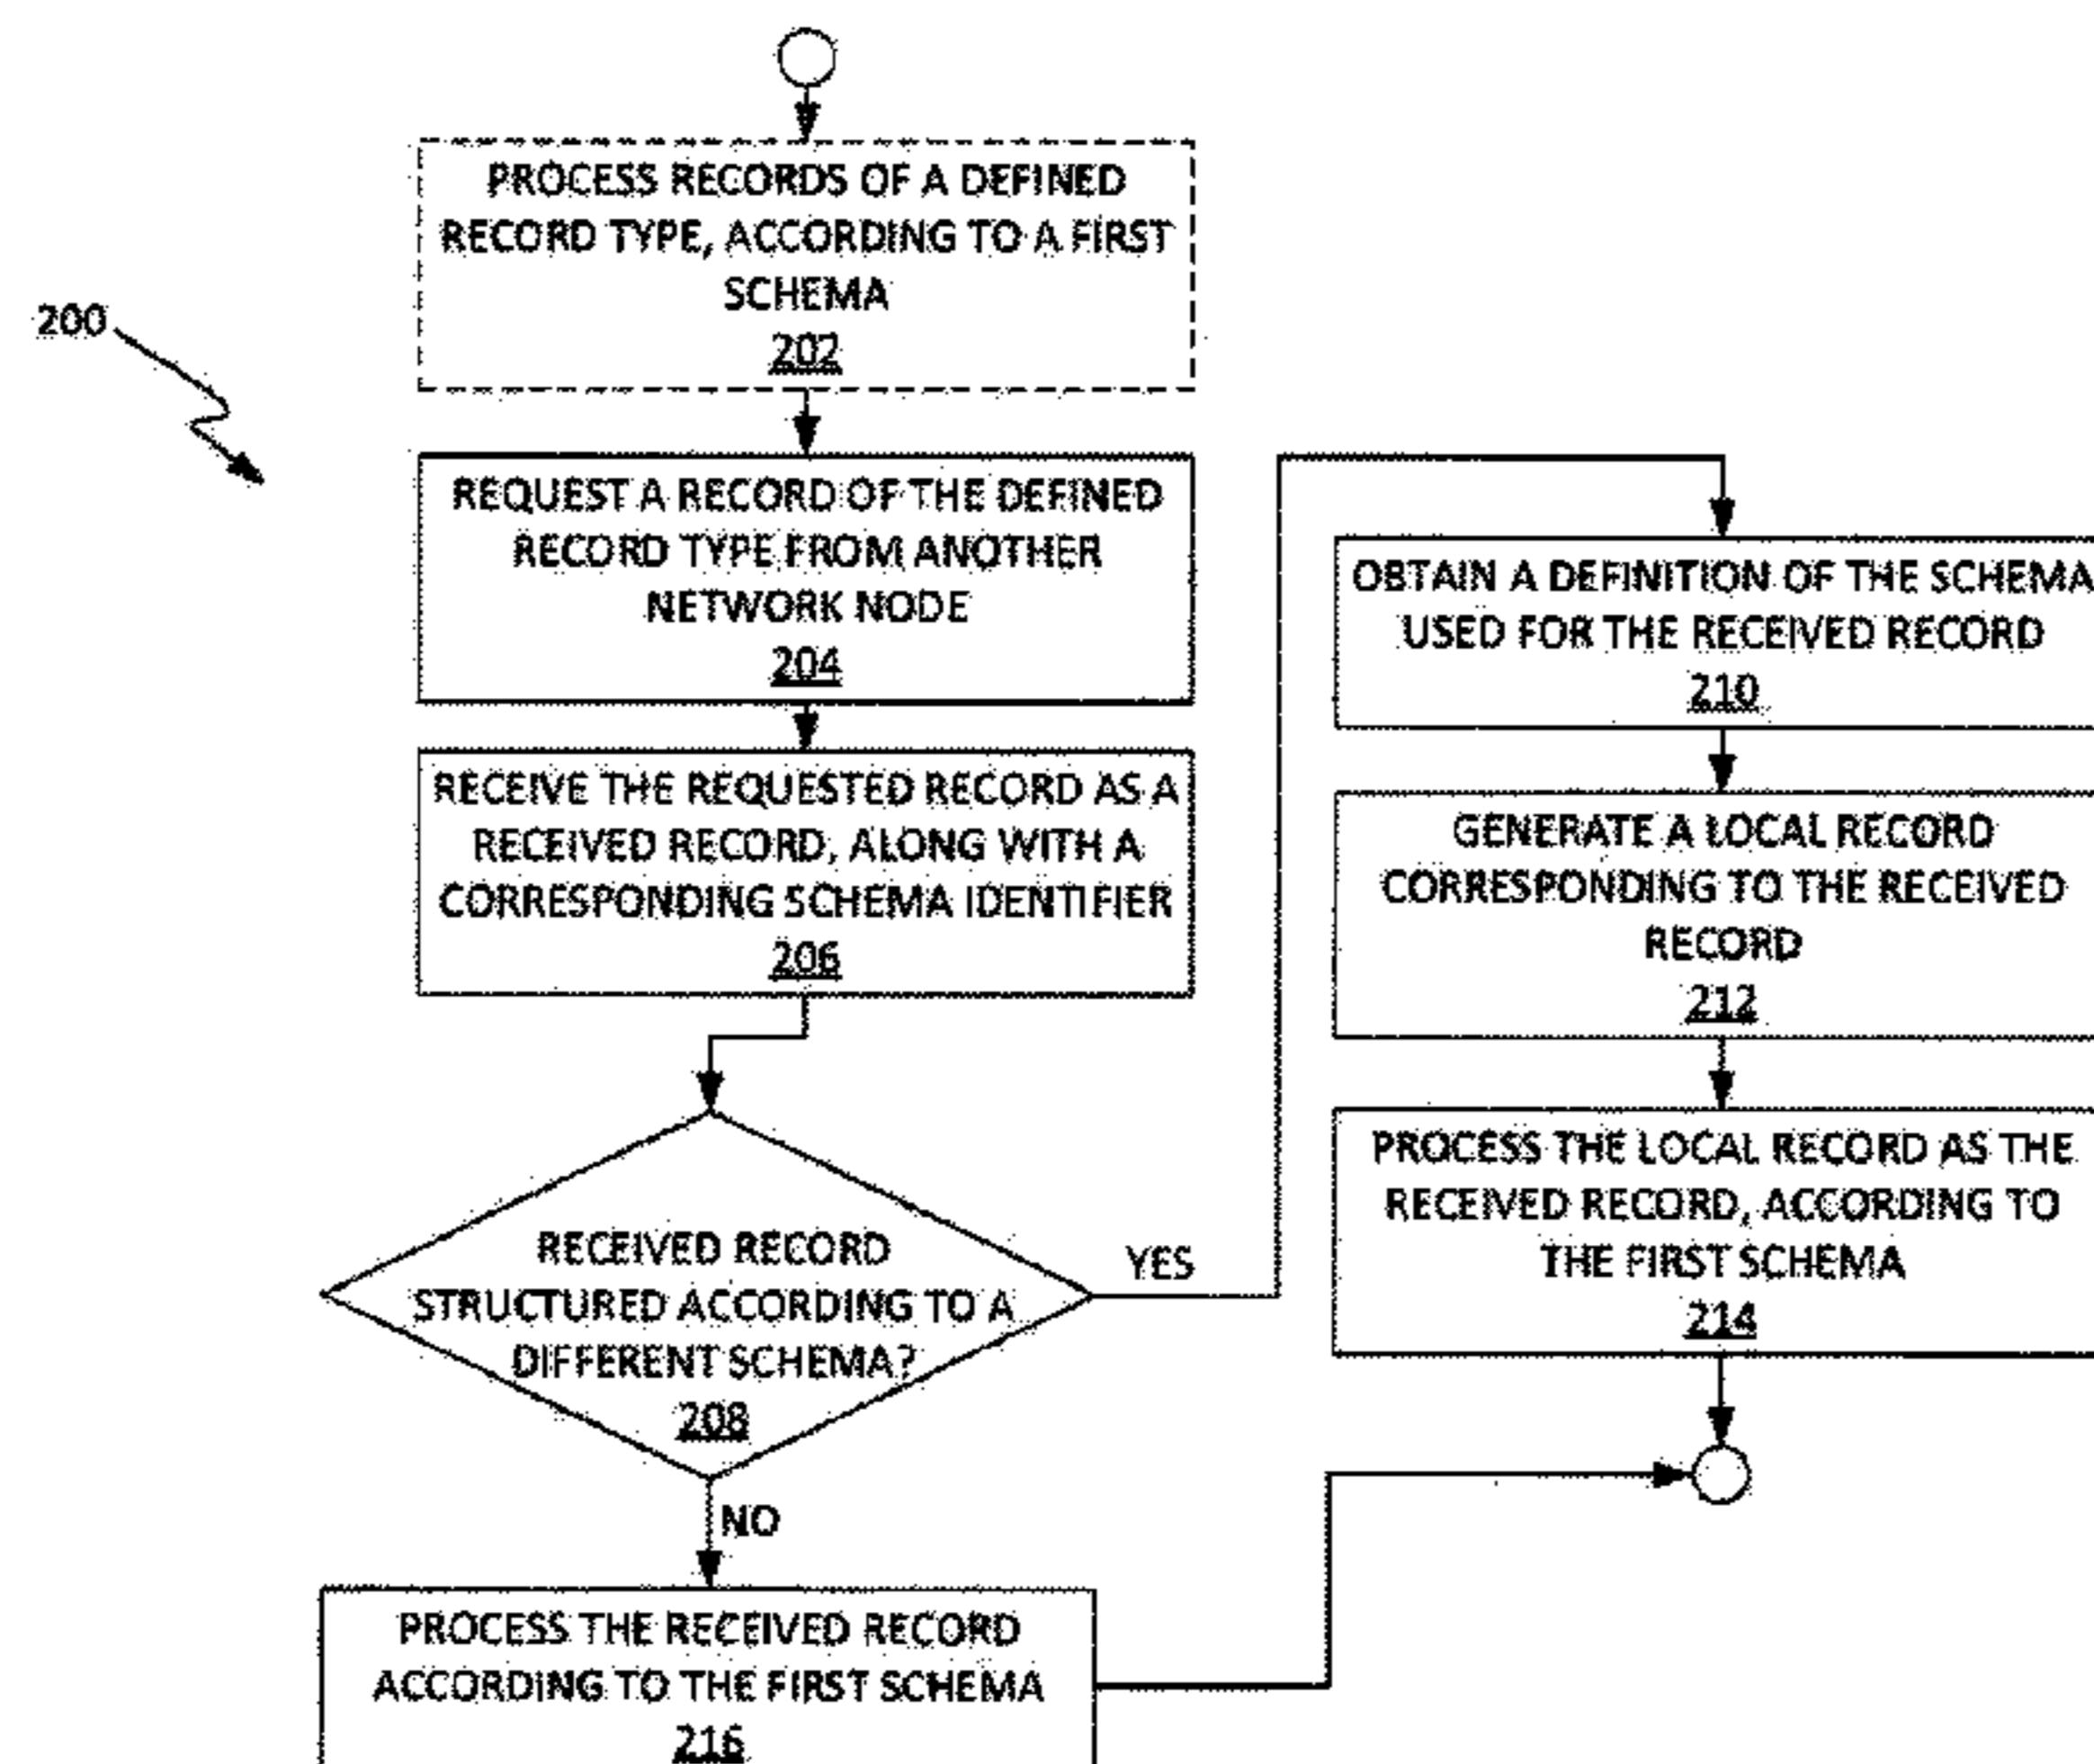 PROCESS RECORDS OF A DEFINED
RECORD TYPE, ACCORDING TO A FIRST
SCHEMA
202
200
REQUEST A RECORD OF THE DEFINED
RECORD TYPE FROM ANOTHER
NETWORK NODE
204
RECEIVE THE REQUESTED RECORD AS A
RECEIVED RECORD, ALONG WITH A
CORRESPONDING SCHEMA IDENTIFIER
206
RECEIVED RECORD
STRUCTURED ACCORDING TO A
DIFFERENT SCHEMA?
208
YES
NO
OBTAIN A DEFINITION OF THE SCHEMA
USED FOR THE RECEIVED RECORD
210
GENERATE A LOCAL RECORD
CORRESPONDING TO THE RECEIVED
RECORD
212
PROCESS THE LOCAL RECORD AS THE
RECEIVED RECORD, ACCORDING TO
THE FIRST SCHEMA
214
PROCESS THE RECEIVED RECORD
ACCORDING TO THE FIRST SCHEMA
216